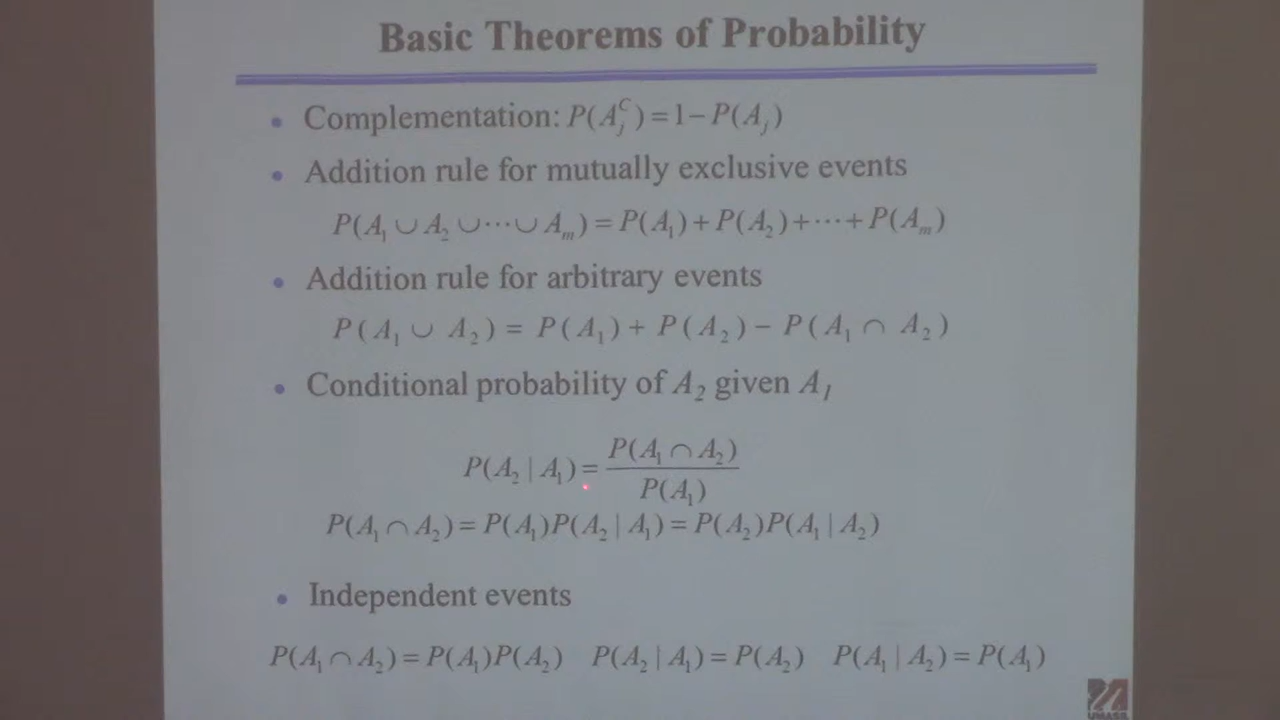 Basic Theorems of Probability
• Complementation: P(A_j^C) = 1 − P(A_j)
• Addition rule for mutually exclusive events
P(A_1 ∪ A_2 ∪ ⋯ ∪ A_m) = P(A_1) + P(A_2) + ⋯ + P(A_m)
• Addition rule for arbitrary events
P(A_1 ∪ A_2) = P(A_1) + P(A_2) − P(A_1 ∩ A_2)
• Conditional probability of A_2 given A_1
P(A_2 | A_1) = P(A_1 ∩ A_2) / P(A_1)
P(A_1 ∩ A_2) = P(A_1)P(A_2 | A_1) = P(A_2)P(A_1 | A_2)
• Independent events
P(A_1 ∩ A_2) = P(A_1)P(A_2) P(A_2 | A_1) = P(A_2) P(A_1 | A_2) = P(A_1)